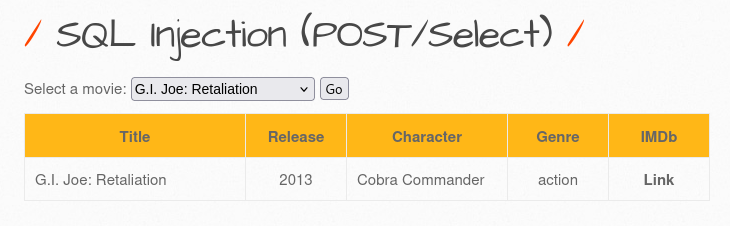 / SQL Injection (POST/Select) /
Select a movie: G.I. Joe: Retaliation Go
Title Release Character Genre IMDb
G.I. Joe: Retaliation 2013 Cobra Commander action Link